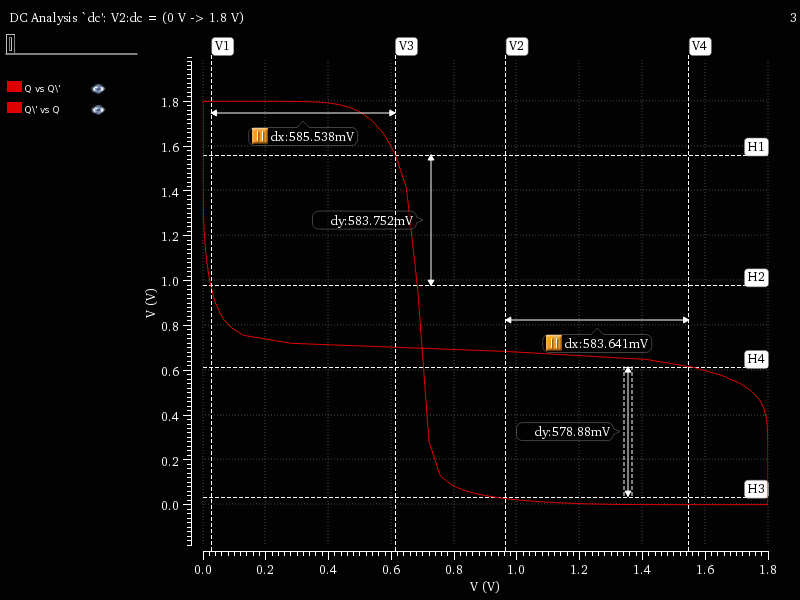 DC Analysis `dc': V2:dc = (0 V -> 1.8 V)
3
V1
V3
V2
V4
Q vs Q\'
Q\' vs Q
1.8
dx:585.538mV
1.6
H1
1.4
dy:583.752mV
1.2
1.0
H2
V (V)
0.8
dx:583.641mV
H4
0.6
0.4
dy:578.88mV
0.2
H3
0.0
0.0 0.2 0.4 0.6 0.8 1.0 1.2 1.4 1.6 1.8
V (V)